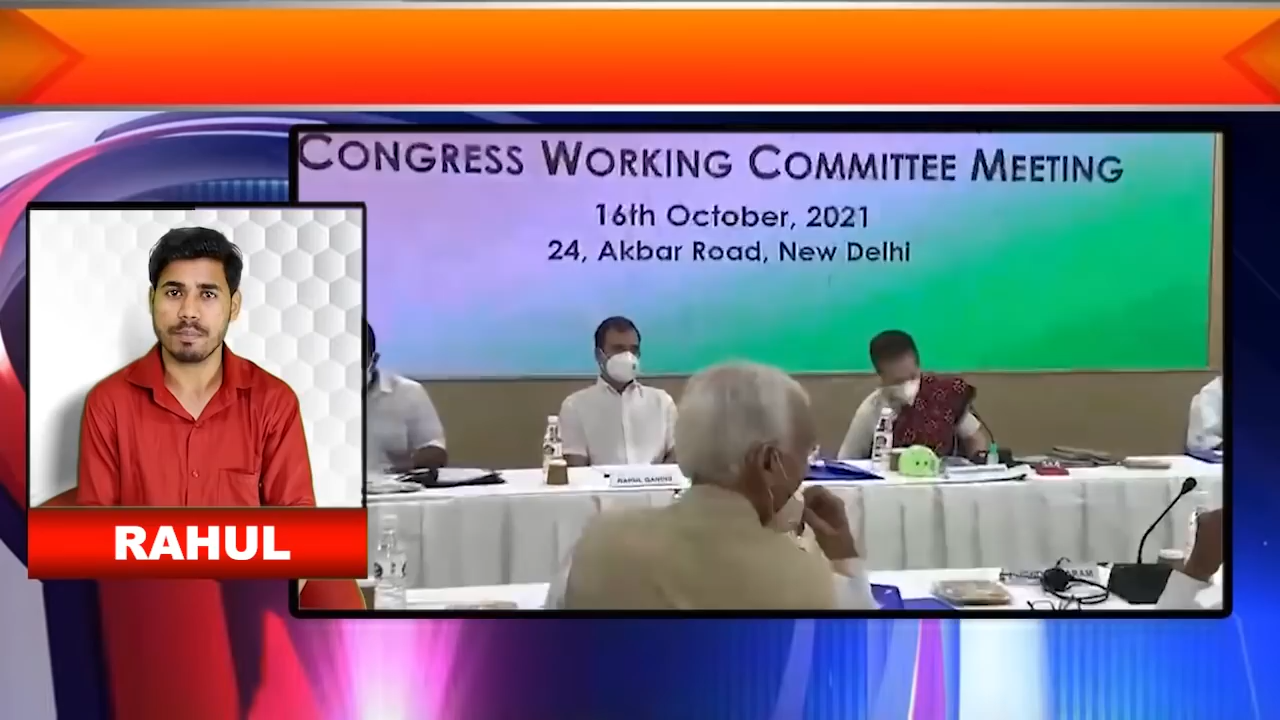 CONGRESS WORKING COMMITTEE MEETING
16th October, 2021
24, Akbar Road, New Delhi
RAHUL GANDHI
RAHUL